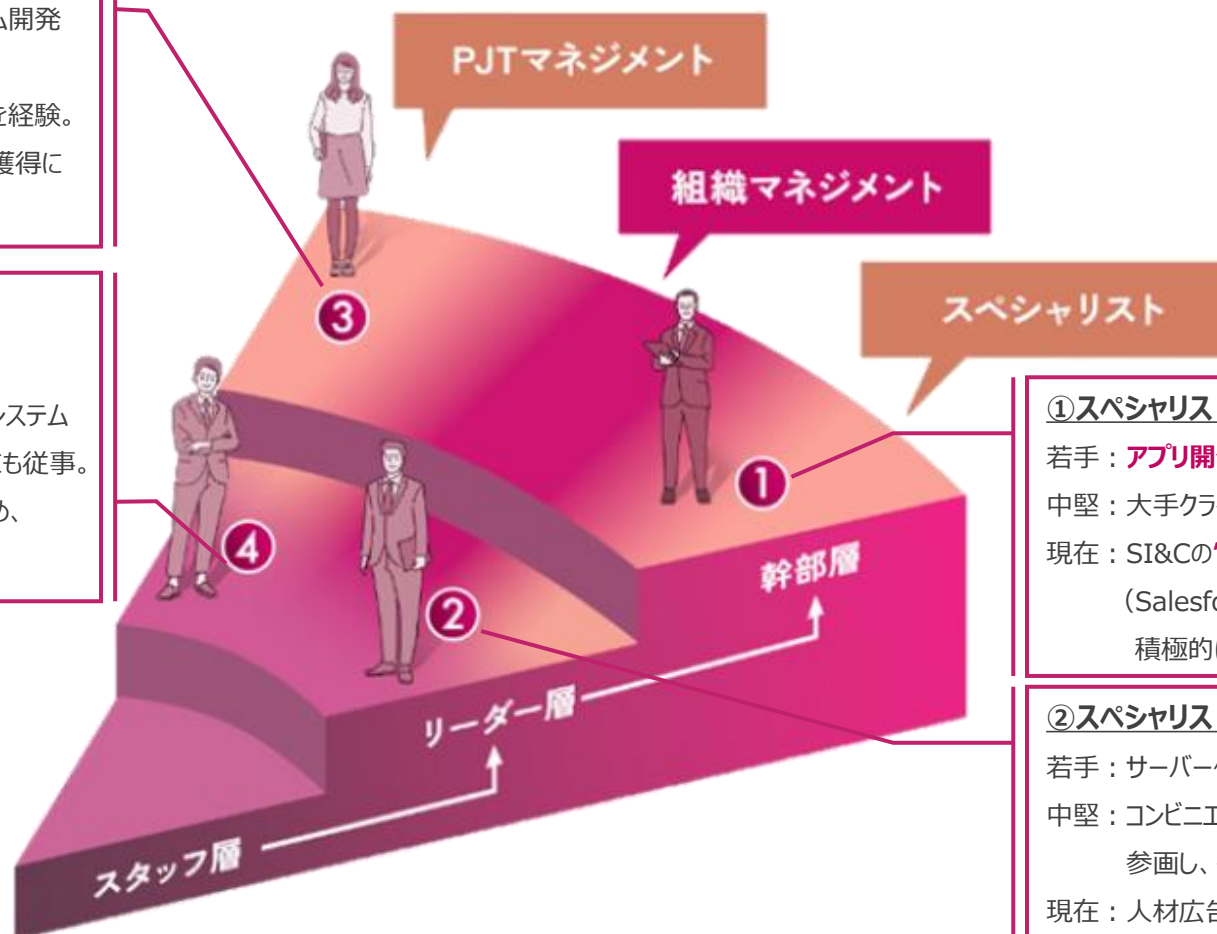 ム開発
を経験。
獲得に
システム
も従事。
め、
PJTマネジメント
組織マネジメント
スペシャリスト
③
①
④
②
幹部層
リーダー層
スタッフ層
①スペシャリス
若手：アプリ開
中堅：大手クラ
現在：SI&Cの
（Salesfo
積極的に
②スペシャリス
若手：サーバー
中堅：コンビニエ
参画し、
現在：人材広告